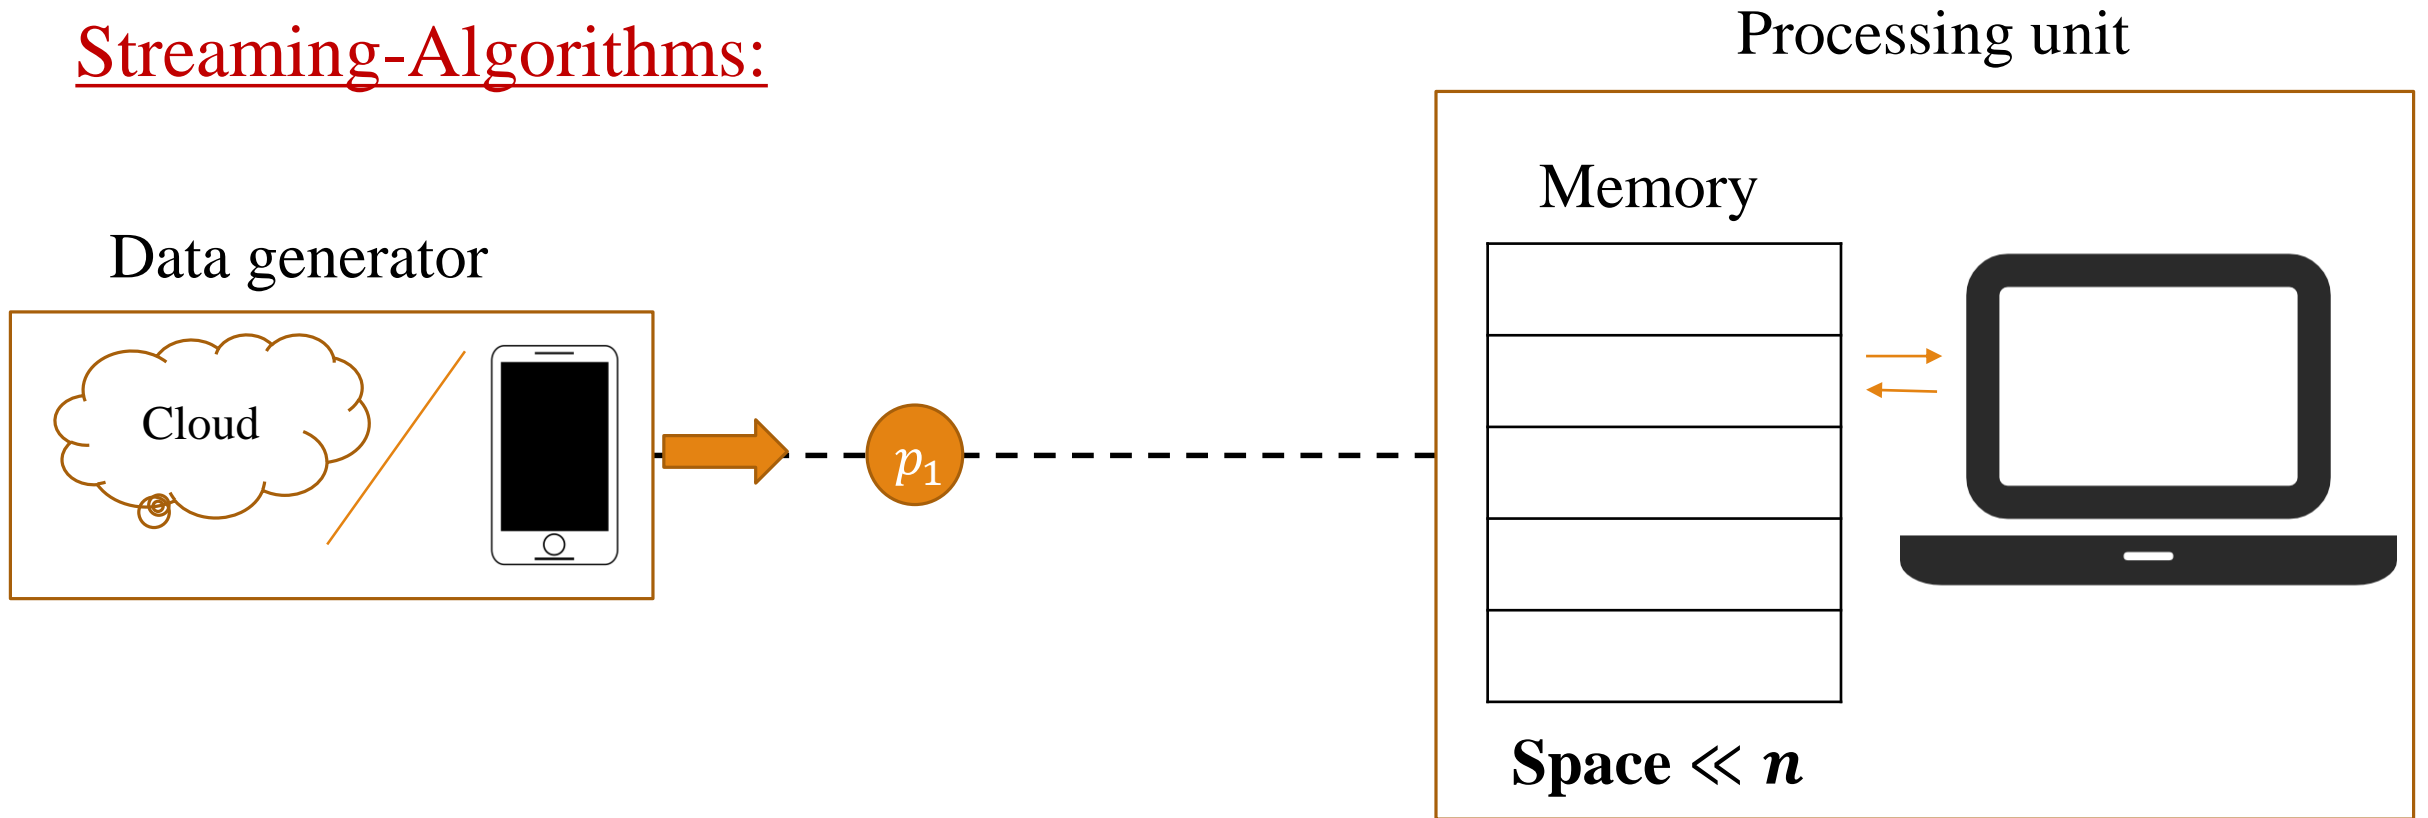 Streaming-Algorithms:
Processing unit
Memory
Data generator
Cloud
p₁
Space ≪ n